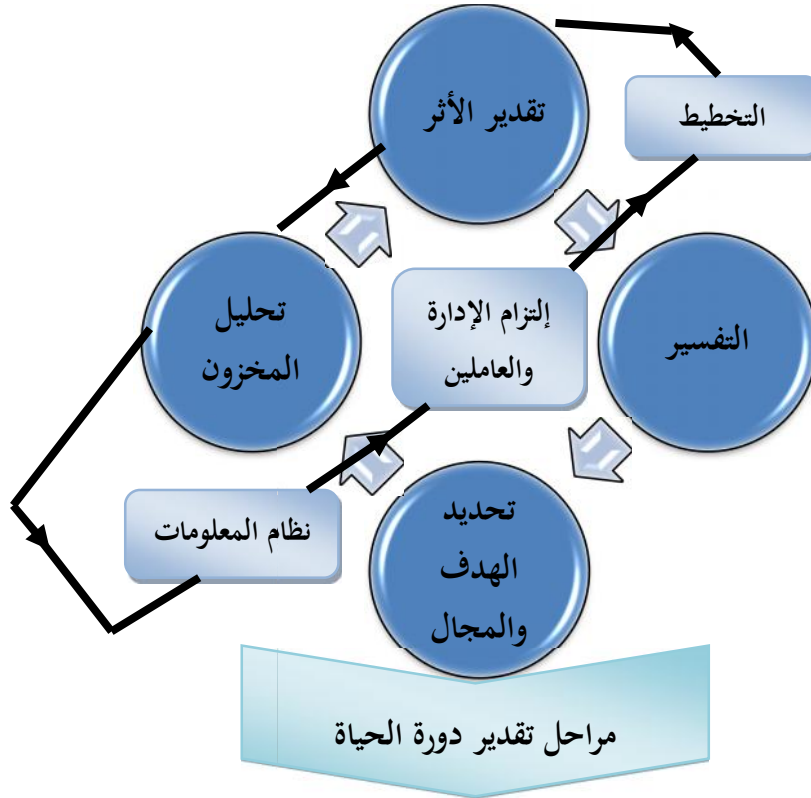 تقدير الأثر
التخطيط
تحليل
المخزون
إلتزام الإدارة
والعاملين
التفسير
نظام المعلومات
تحديد
الهدف
والمجال
مراحل تقدير دورة الحياة